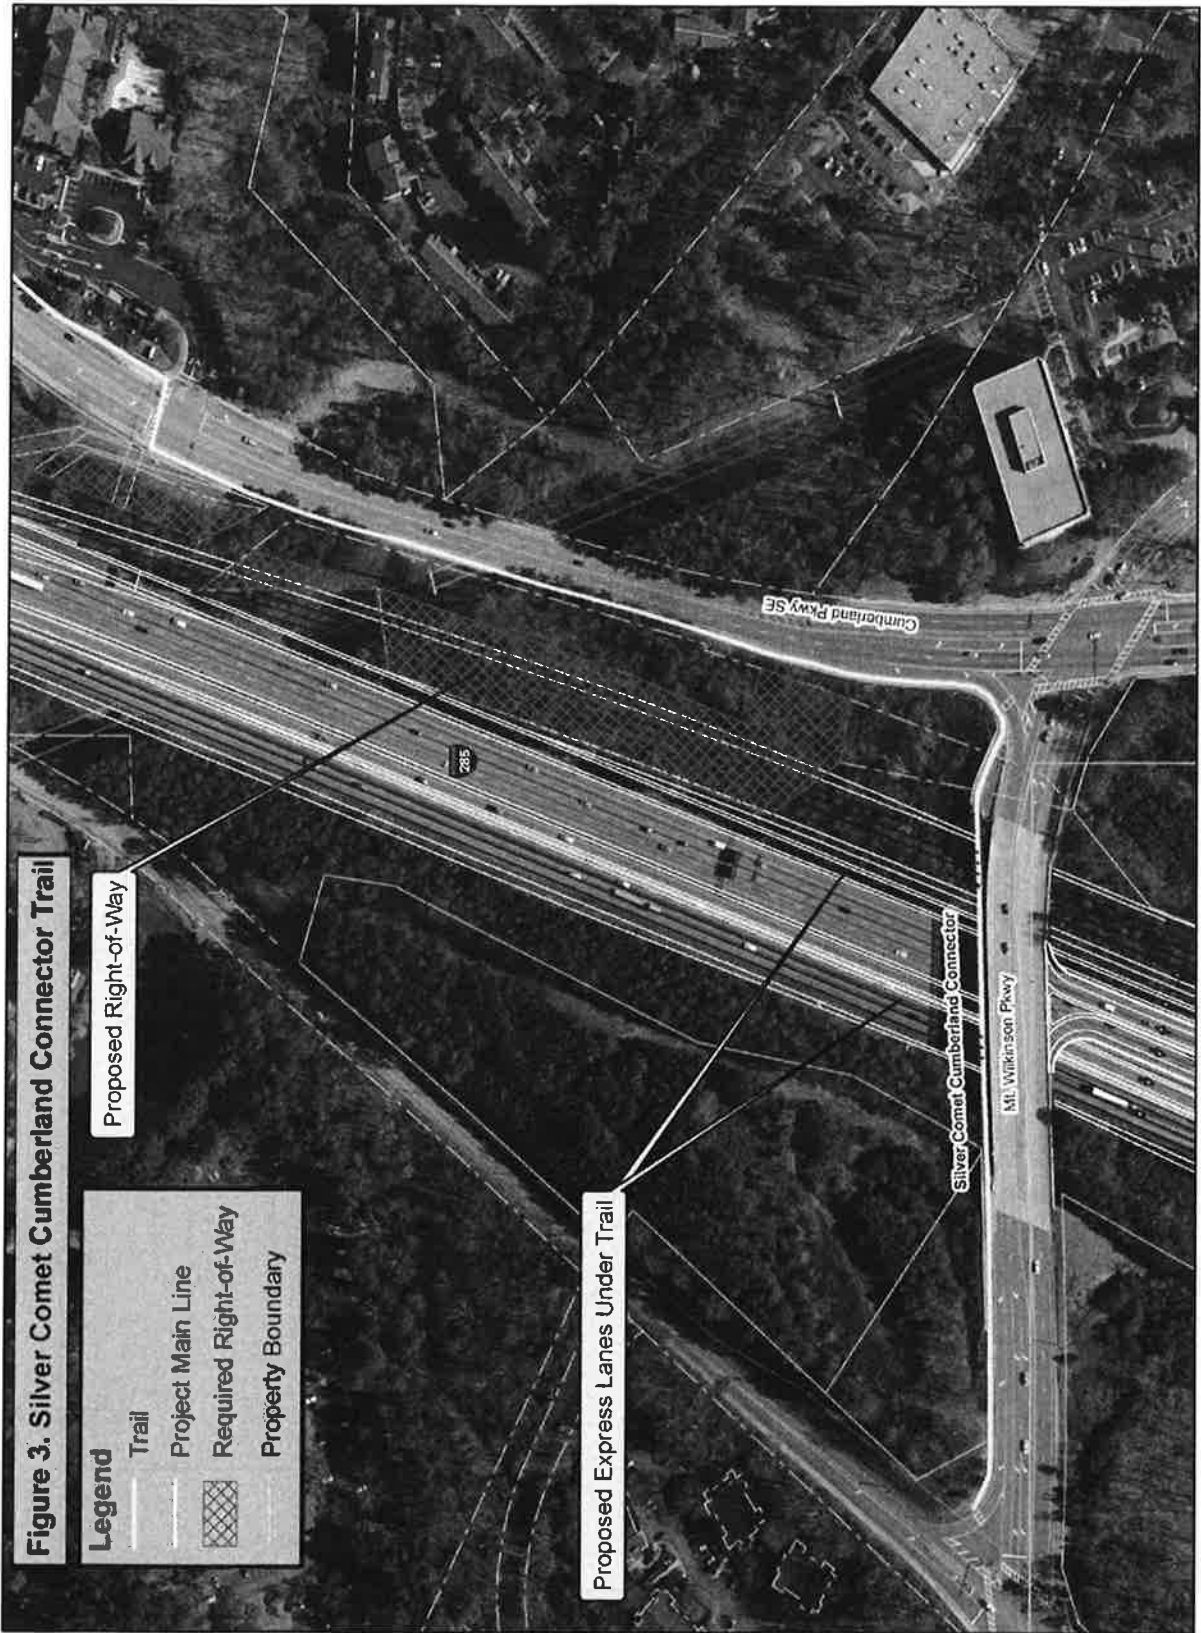 Figure 3. Silver Comet Cumberland Connector Trail
Legend
Trail
Project Main Line
Required Right-of-Way
Property Boundary
Proposed Right-of-Way
Proposed Express Lanes Under Trail
285
Cumberland Pkwy SE
Silver Comet Cumberland Connector
Mt. Wilkinson Pkwy